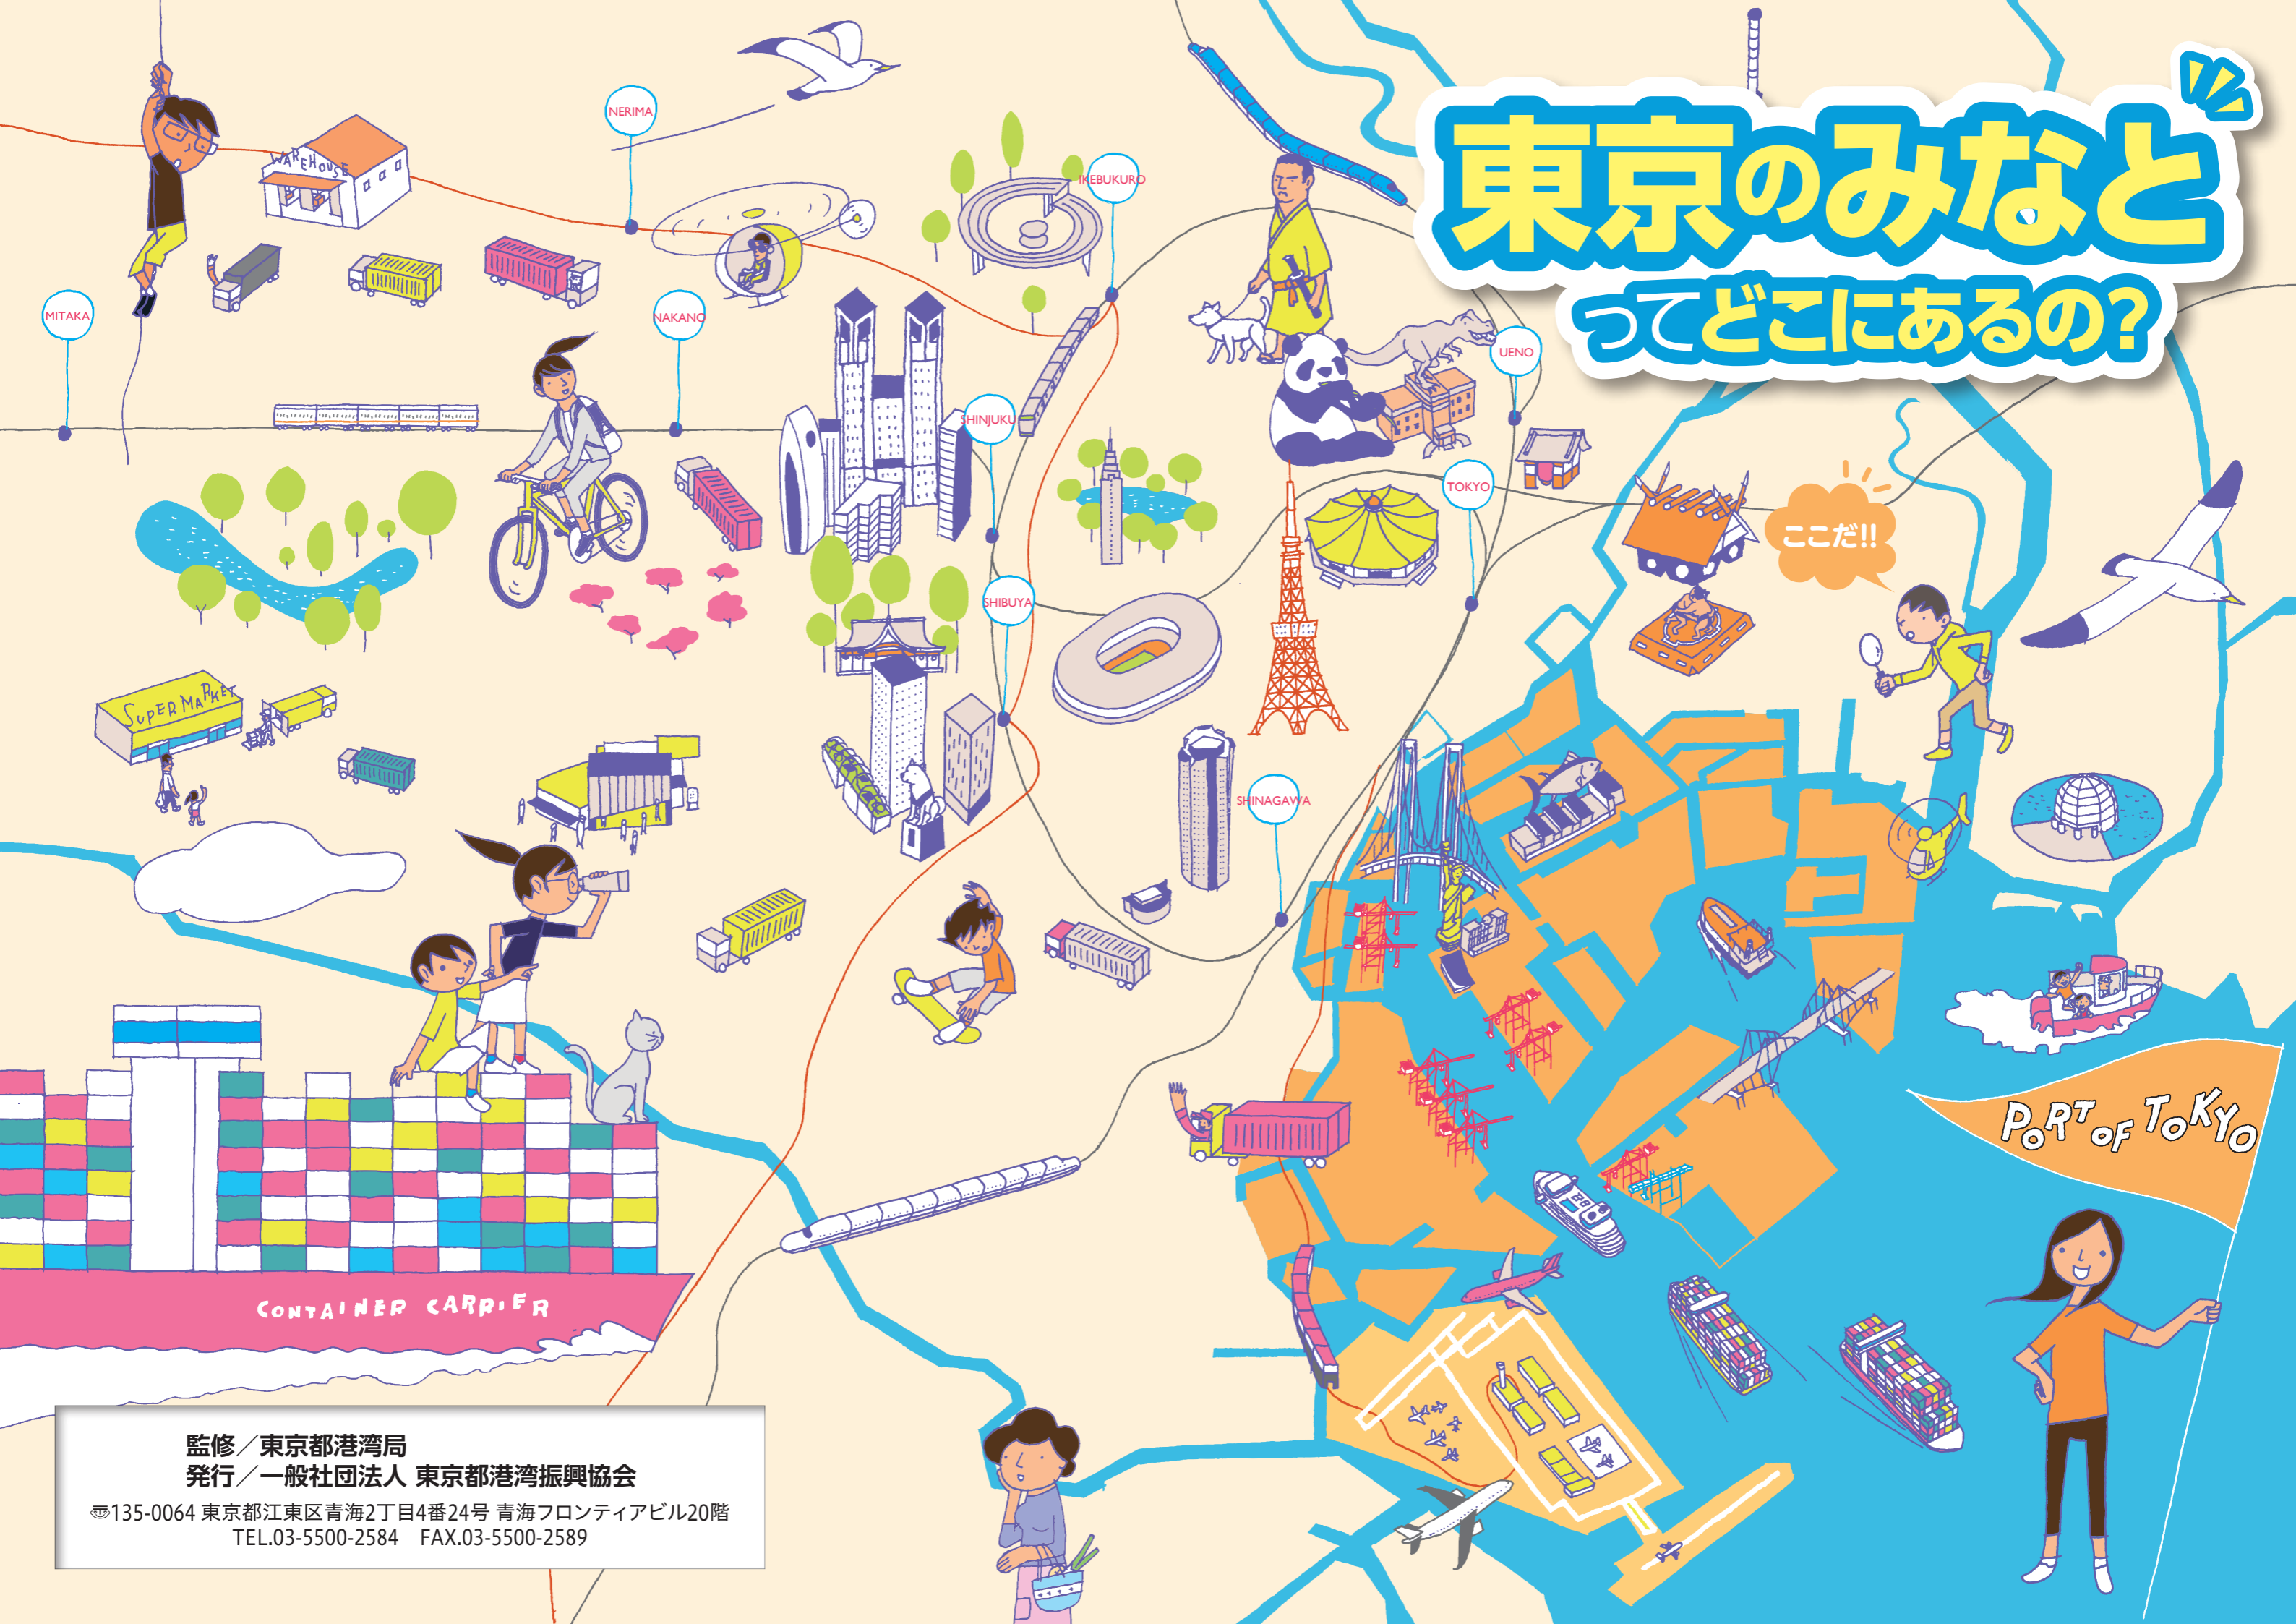 東京のみなと
ってどこにあるの?
NERIMA
WAREHOUSE
IKEBUKURO
MITAKA
NAKANO
UENO
SHINJUKU
TOKYO
ここだ!!
SHIBUYA
SUPERMARKET
SHINAGAWA
PORT OF TOKYO
CONTAINER CARRIER
監修／東京都港湾局
発行／一般社団法人 東京都港湾振興協会
〠135-0064 東京都江東区青海2丁目4番24号 青海フロンティアビル20階
TEL.03-5500-2584　FAX.03-5500-2589